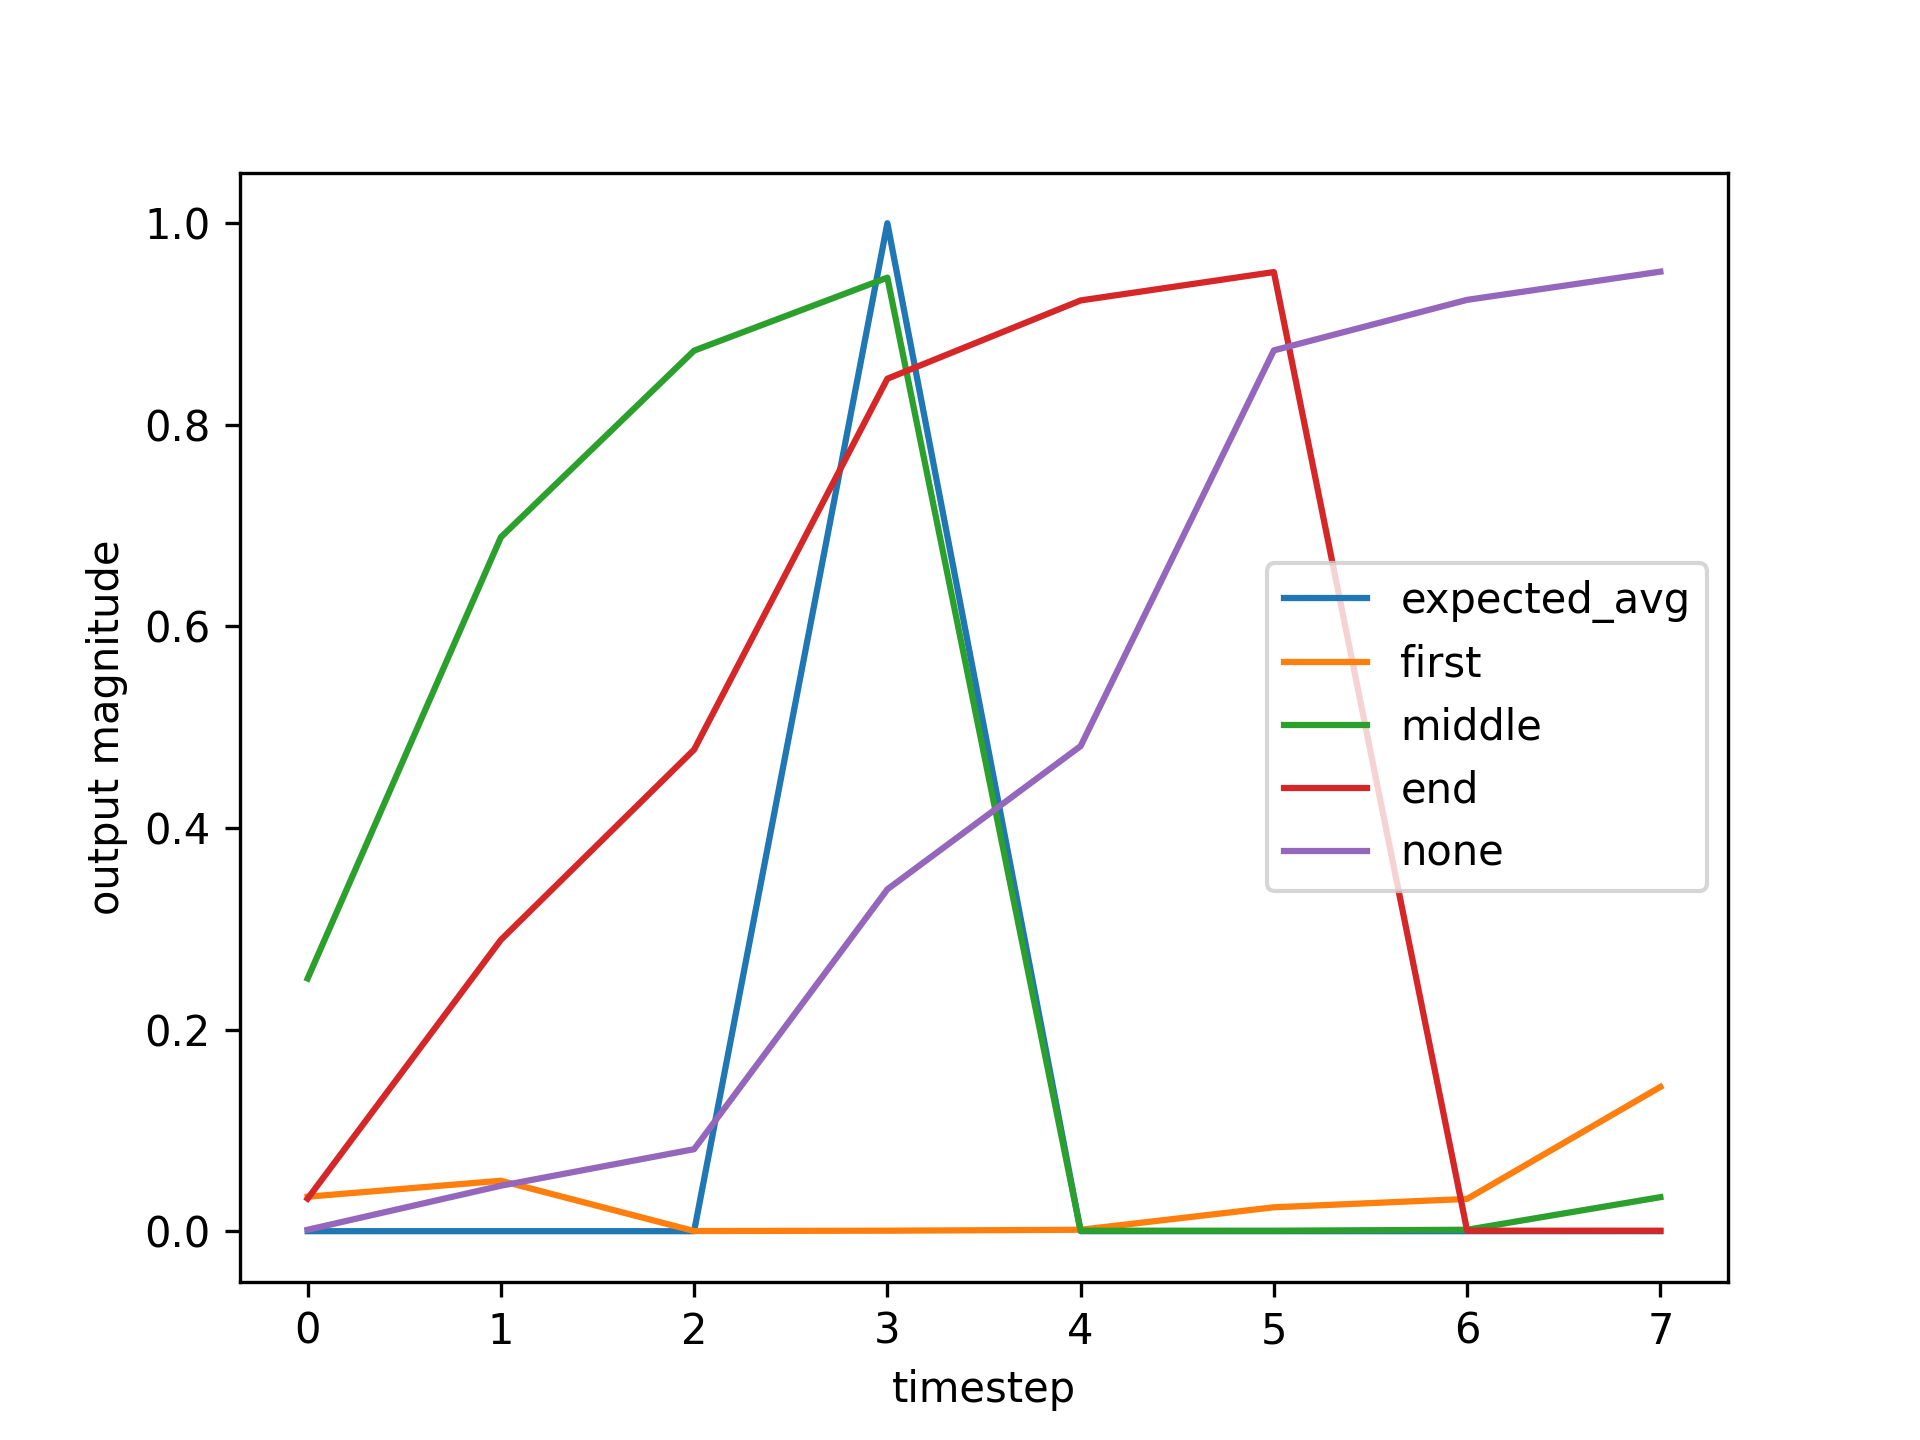 1.0
0.8
0.6
0.4
0.2
0.0
output magnitude
expected_avg
first
middle
end
none
0 1 2 3 4 5 6 7
timestep